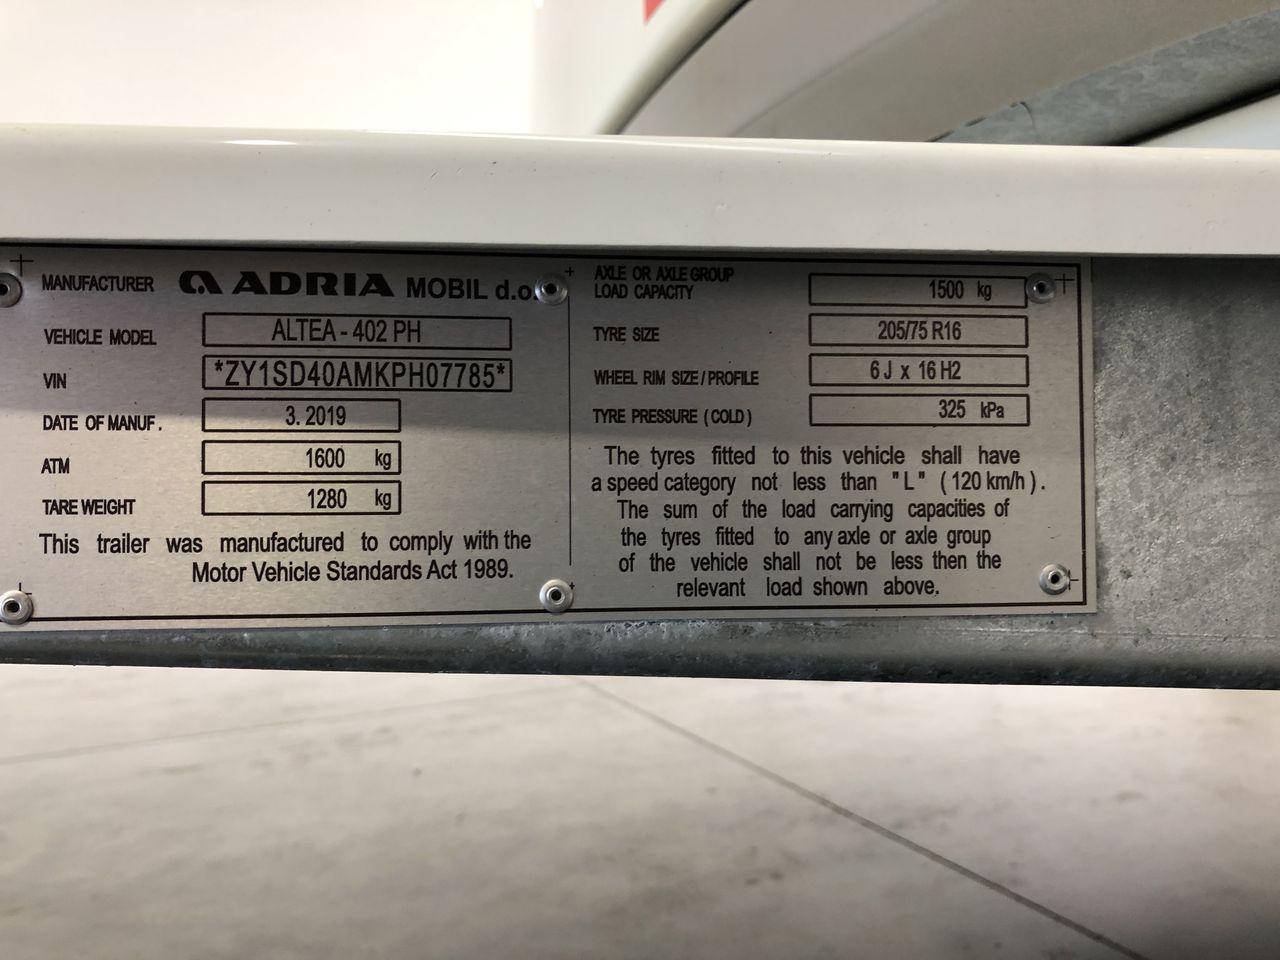 MANUFACTURER ADRIA MOBIL d.o.
VEHICLE MODEL ALTEA - 402 PH
VIN *ZY1SD40AMKPH07785*
DATE OF MANUF. 3. 2019
ATM 1600 kg
TARE WEIGHT 1280 kg
This trailer was manufactured to comply with the
Motor Vehicle Standards Act 1989.
AXLE OR AXLE GROUP
LOAD CAPACITY 1500 kg
TYRE SIZE 205/75 R16
WHEEL RIM SIZE / PROFILE 6 J x 16 H2
TYRE PRESSURE ( COLD ) 325 kPa
The tyres fitted to this vehicle shall have
a speed category not less than "L" ( 120 km/h ) .
The sum of the load carrying capacities of
the tyres fitted to any axle or axle group
of the vehicle shall not be less then the
relevant load shown above.